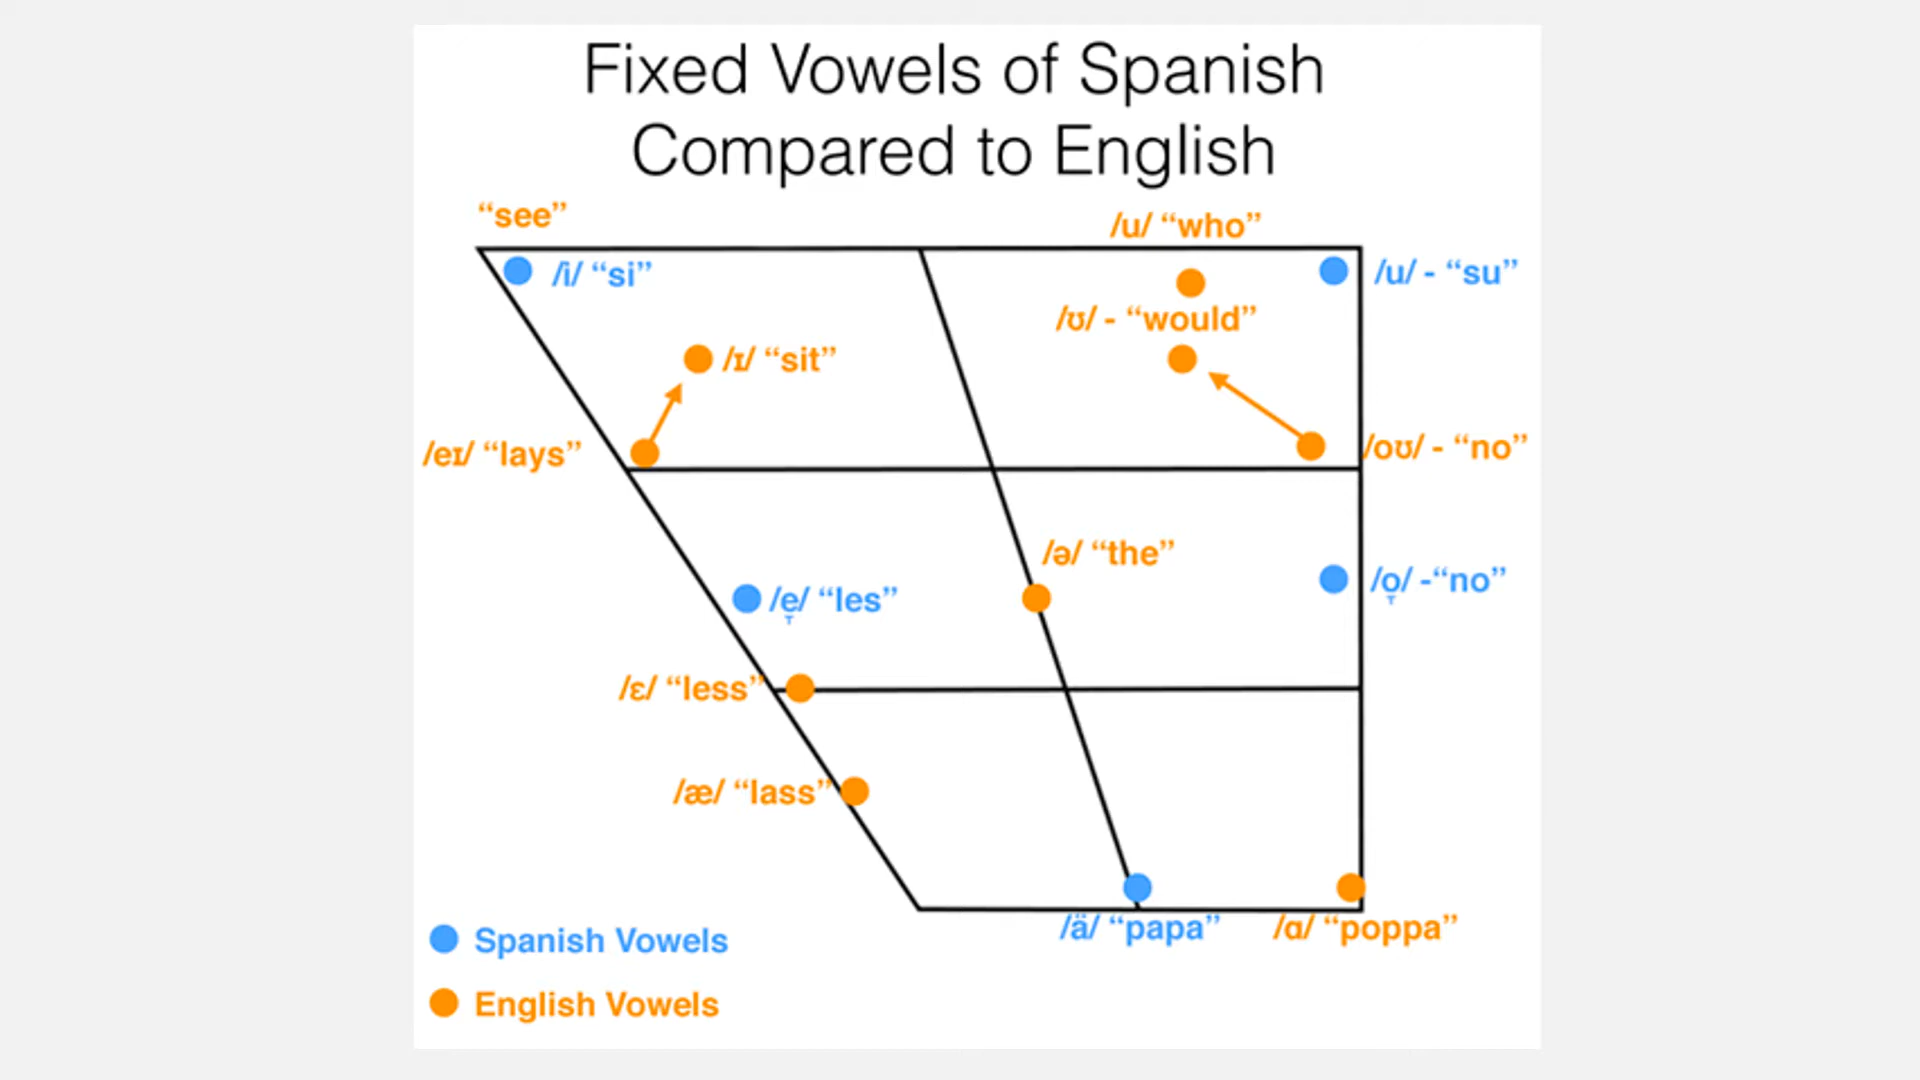 Fixed Vowels of Spanish
Compared to English
“see”
/u/ “who”
/i/ “si”
/u/ - “su”
/ʊ/ - “would”
/ɪ/ “sit”
/eɪ/ “lays”
/oʊ/ - “no”
/ə/ “the”
/o̞/ -“no”
/e̞/ “les”
/ɛ/ “less”
/æ/ “lass”
/ä/ “papa”
/ɑ/ “poppa”
Spanish Vowels
English Vowels